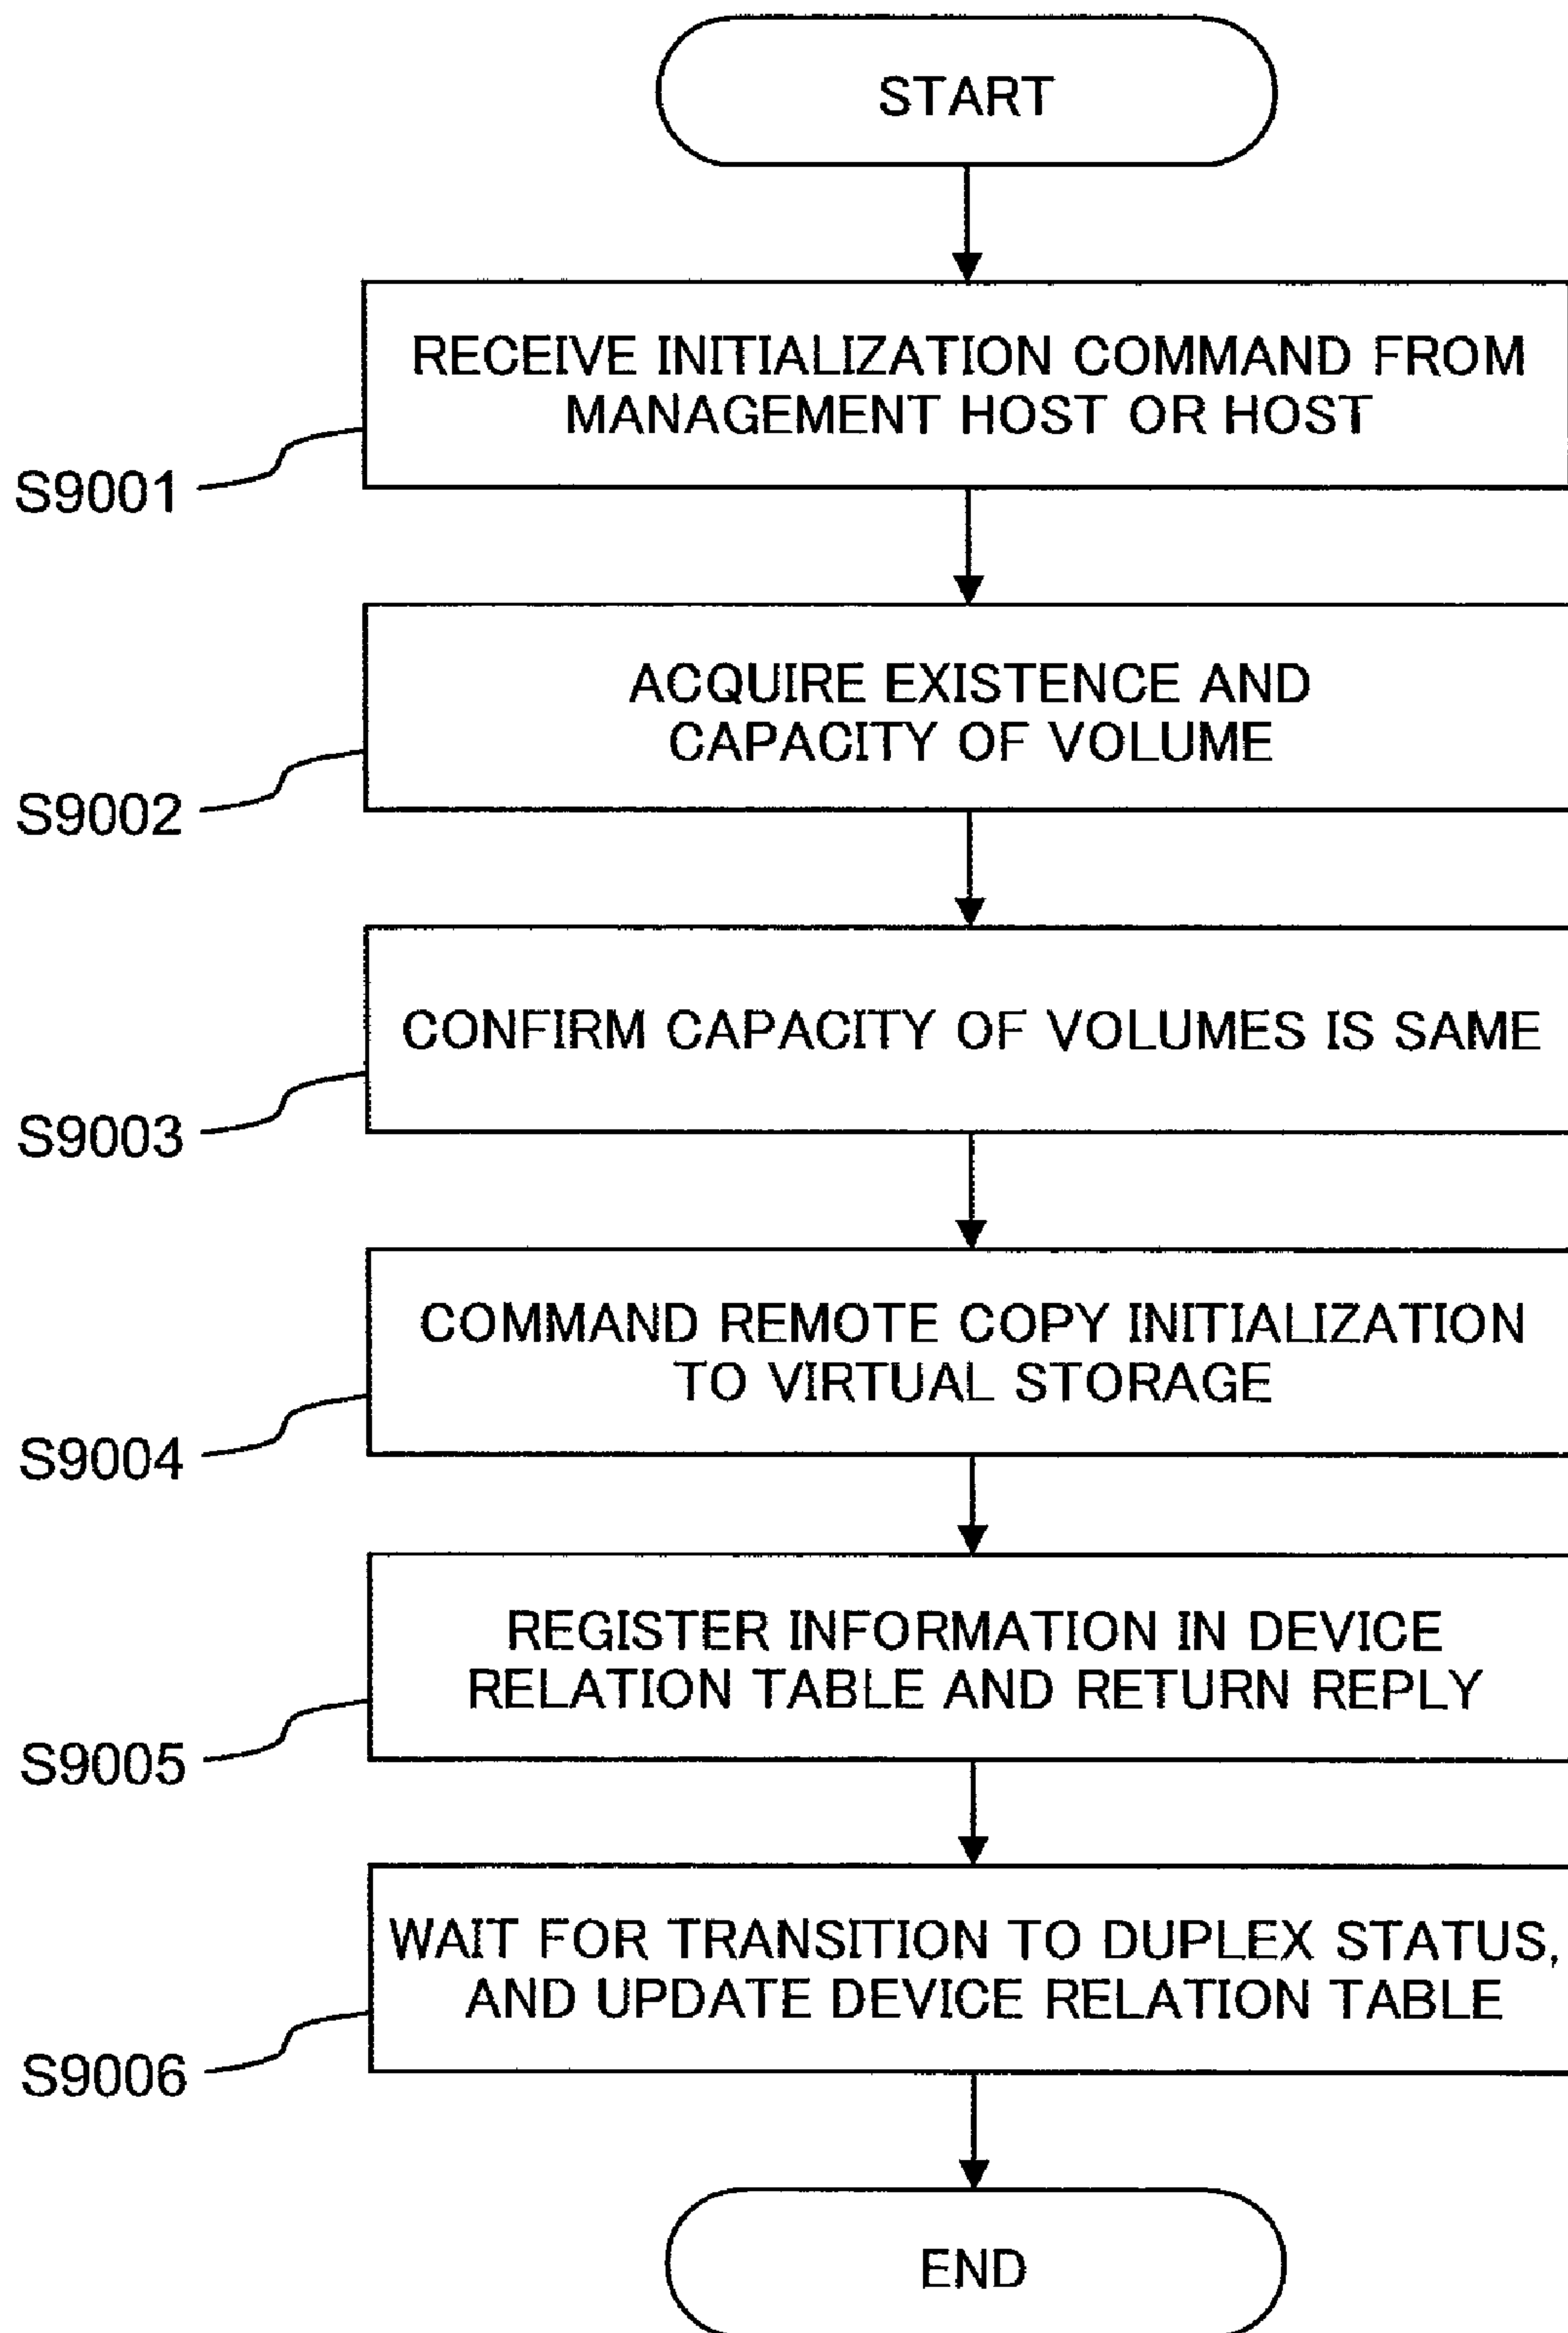 START
RECEIVE INITIALIZATION COMMAND FROM
MANAGEMENT HOST OR HOST
S9001
ACQUIRE EXISTENCE AND
CAPACITY OF VOLUME
S9002
CONFIRM CAPACITY OF VOLUMES IS SAME
S9003
COMMAND REMOTE COPY INITIALIZATION
TO VIRTUAL STORAGE
S9004
REGISTER INFORMATION IN DEVICE
RELATION TABLE AND RETURN REPLY
S9005
WAIT FOR TRANSITION TO DUPLEX STATUS,
AND UPDATE DEVICE RELATION TABLE
S9006
END